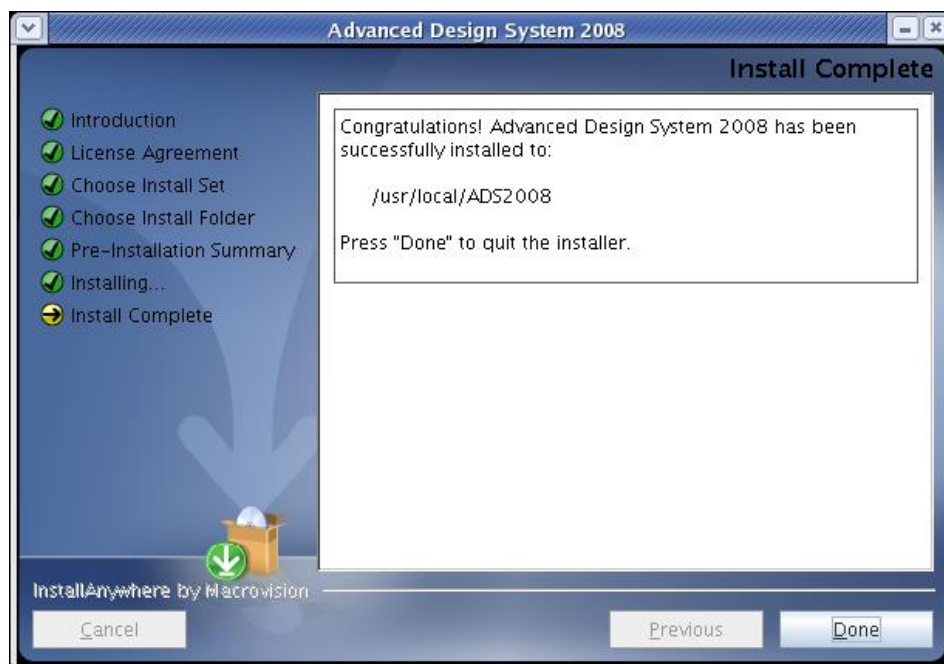 Advanced Design System 2008
Install Complete
Introduction
License Agreement
Choose Install Set
Choose Install Folder
Pre-Installation Summary
Installing...
Install Complete
Congratulations! Advanced Design System 2008 has been
successfully installed to:
/usr/local/ADS2008
Press "Done" to quit the installer.
InstallAnywhere by Macrovision
Cancel
Previous
Done